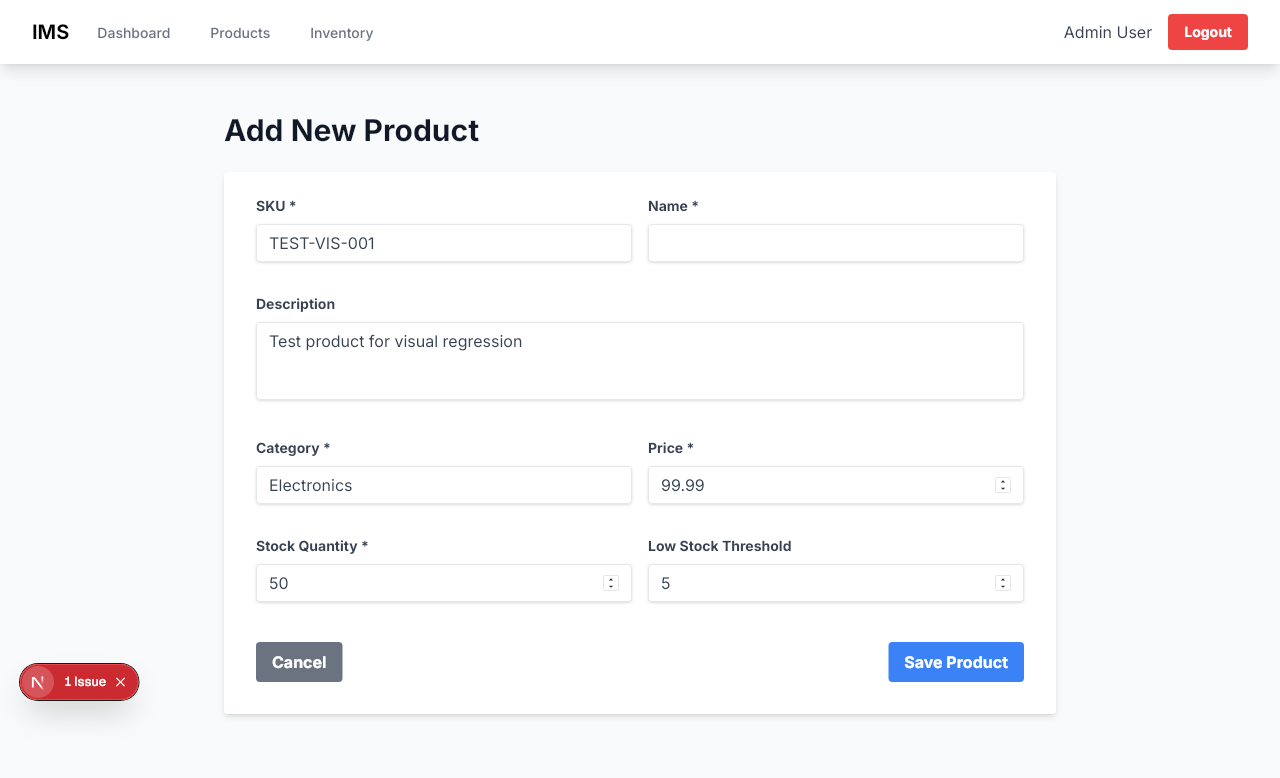 IMS Dashboard Products Inventory Admin User Logout
Add New Product
SKU * Name *
TEST-VIS-001
Description
Test product for visual regression
Category * Price *
Electronics 99.99
Stock Quantity * Low Stock Threshold
50 5
Cancel Save Product
N 1 Issue